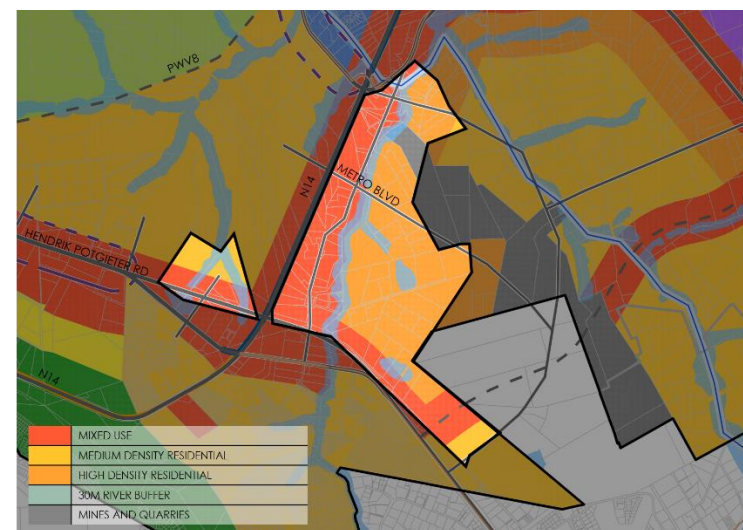 PWV8
METRO BLVD
N14
HENDRIK POTGIETER RD
N14
MIXED USE
MEDIUM DENSITY RESIDENTIAL
HIGH DENSITY RESIDENTIAL
30M RIVER BUFFER
MINES AND QUARRIES